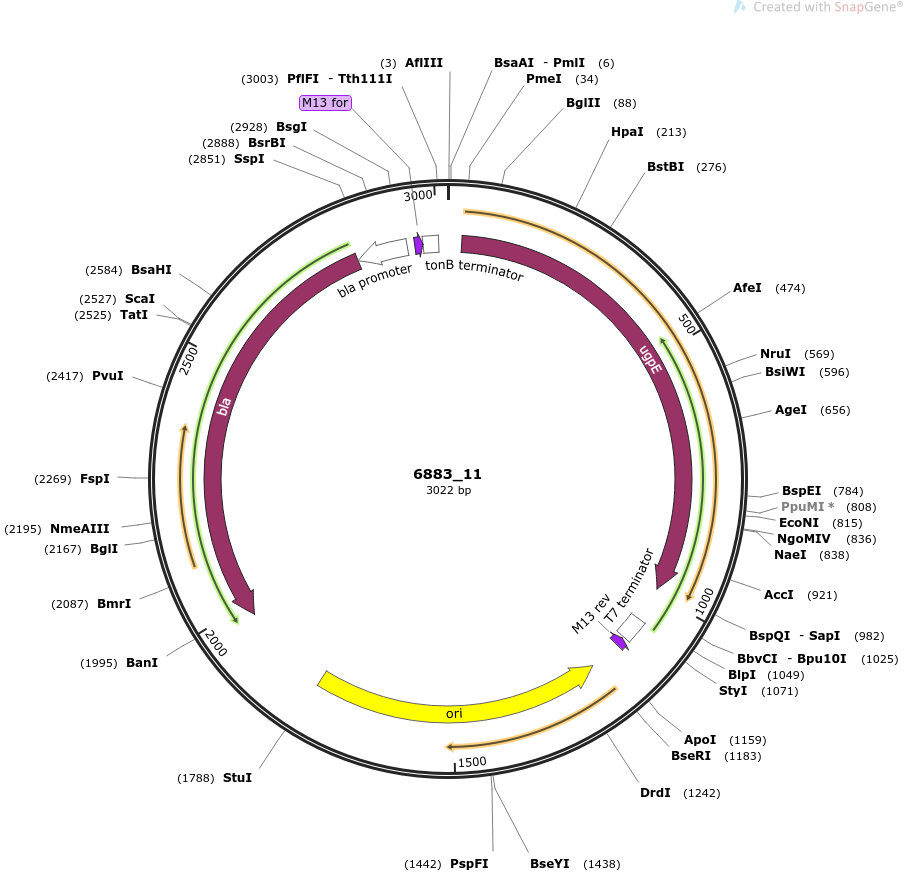 Created with SnapGene®
(3) AflIII
BsaAI - PmlI (6)
(3003) PflFI - Tth111I
PmeI (34)
M13 for
BglII (88)
(2928) BsgI
HpaI (213)
(2888) BsrBI
(2851) SspI
BstBI (276)
3000
bla promoter
tonB terminator
(2584) BsaHI
AfeI (474)
(2527) ScaI
(2525) TatI
500
2500
ugpE
NruI (569)
BsiWI (596)
(2417) PvuI
bla
AgeI (656)
6883_11
3022 bp
(2269) FspI
BspEI (784)
PpuMI * (808)
(2195) NmeAIII
EcoNI (815)
NgoMIV (836)
(2167) BglI
NaeI (838)
T7 terminator
M13 rev
AccI (921)
(2087) BmrI
1000
2000
BspQI - SapI (982)
(1995) BanI
BbvCI - Bpu10I (1025)
BlpI (1049)
StyI (1071)
ori
ApoI (1159)
BseRI (1183)
1500
(1788) StuI
DrdI (1242)
(1442) PspFI
BseYI (1438)